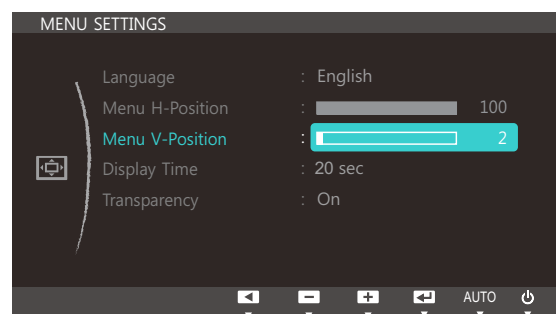 MENU SETTINGS
Language : English
Menu H-Position : 100
Menu V-Position : 2
Display Time : 20 sec
Transparency : On
AUTO